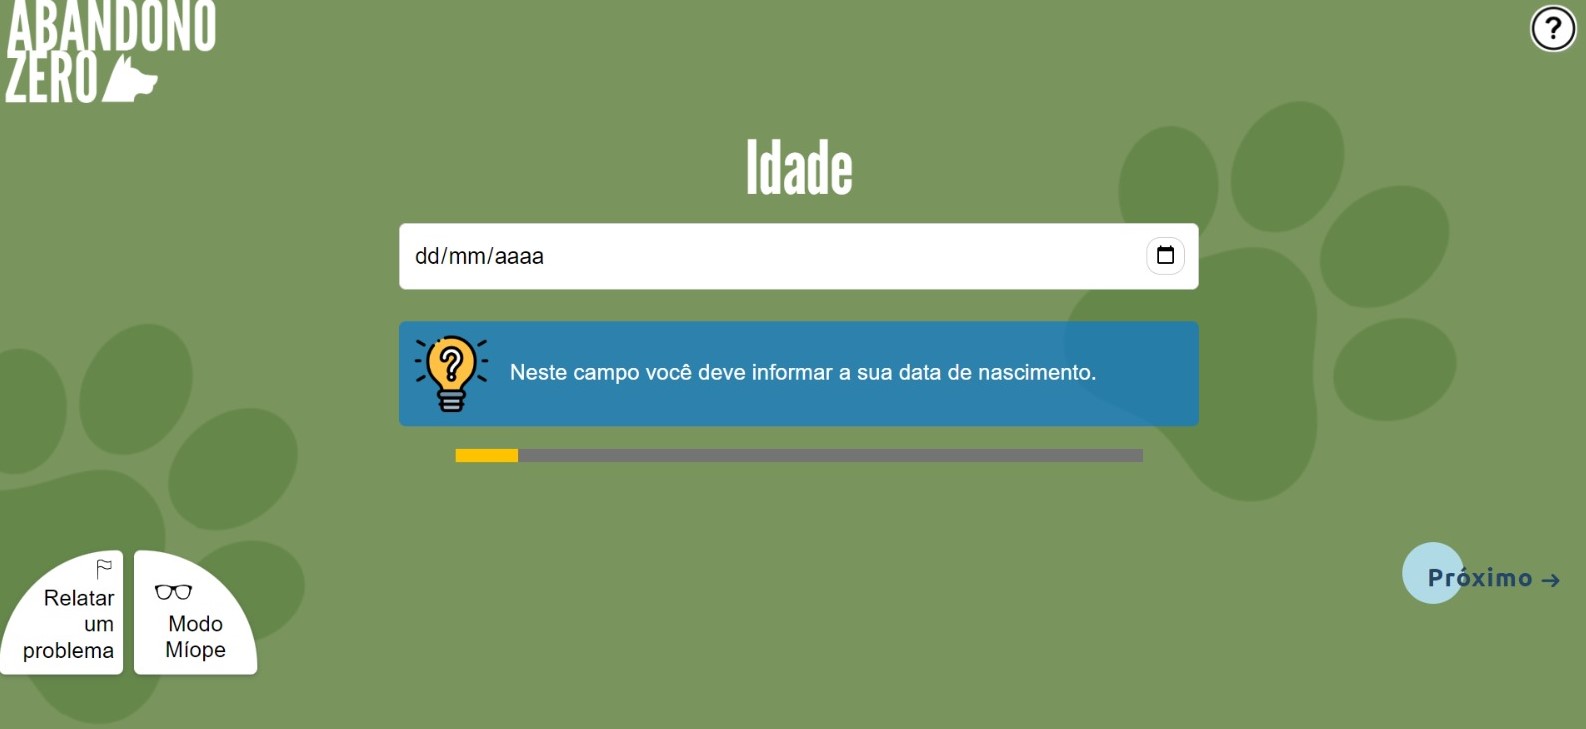 ABANDONO
ZERO
?
Idade
dd/mm/aaaa
?
Neste campo você deve informar a sua data de nascimento.
Próximo →
Relatar
um
problema
Modo
Míope